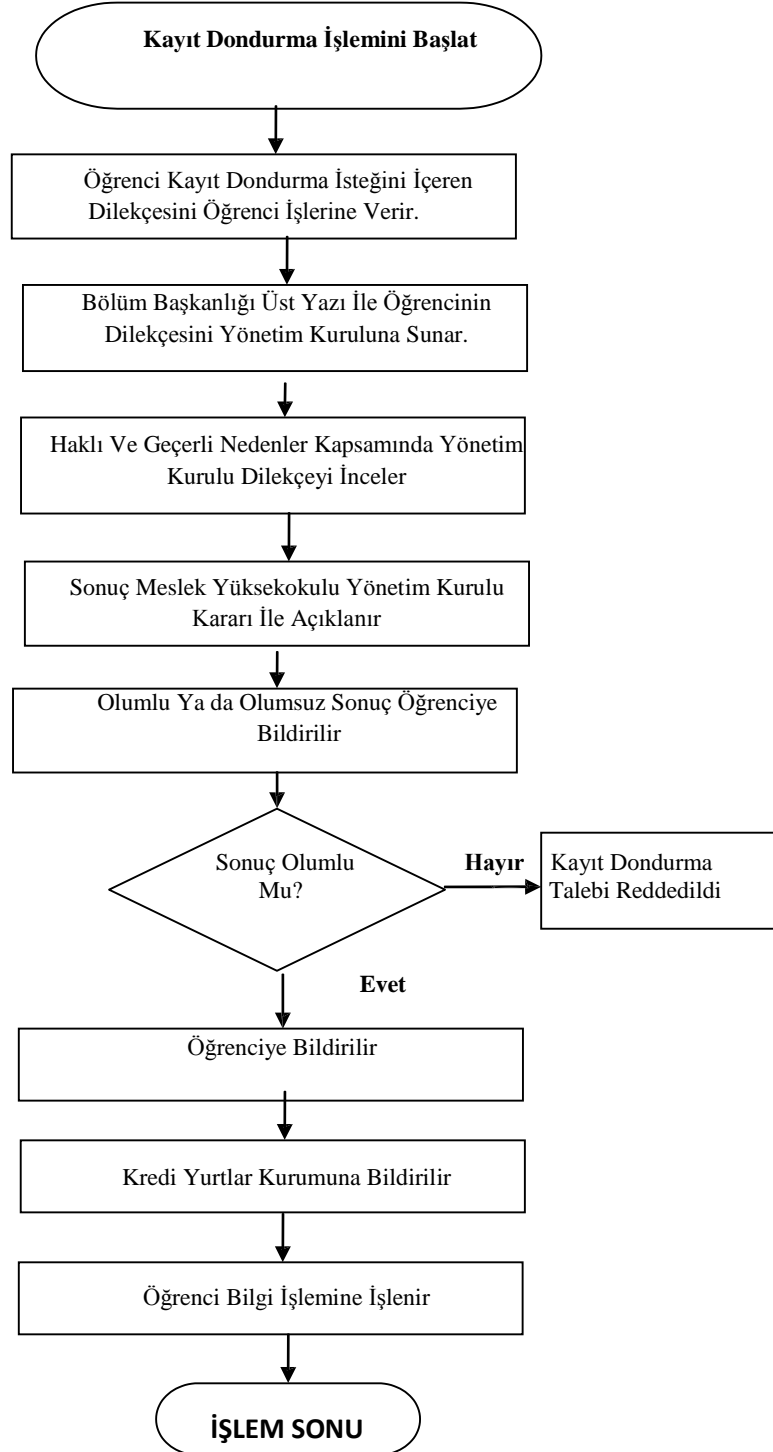 Kayıt Dondurma İşlemini Başlat
Öğrenci Kayıt Dondurma İsteğini İçeren
Dilekçesini Öğrenci İşlerine Verir.
Bölüm Başkanlığı Üst Yazı İle Öğrencinin
Dilekçesini Yönetim Kuruluna Sunar.
Haklı Ve Geçerli Nedenler Kapsamında Yönetim
Kurulu Dilekçeyi İnceler
Sonuç Meslek Yüksekokulu Yönetim Kurulu
Kararı İle Açıklanır
Olumlu Ya da Olumsuz Sonuç Öğrenciye
Bildirilir
Sonuç Olumlu
Mu?
Hayır
Kayıt Dondurma
Talebi Reddedildi
Evet
Öğrenciye Bildirilir
Kredi Yurtlar Kurumuna Bildirilir
Öğrenci Bilgi İşlemine İşlenir
İŞLEM SONU